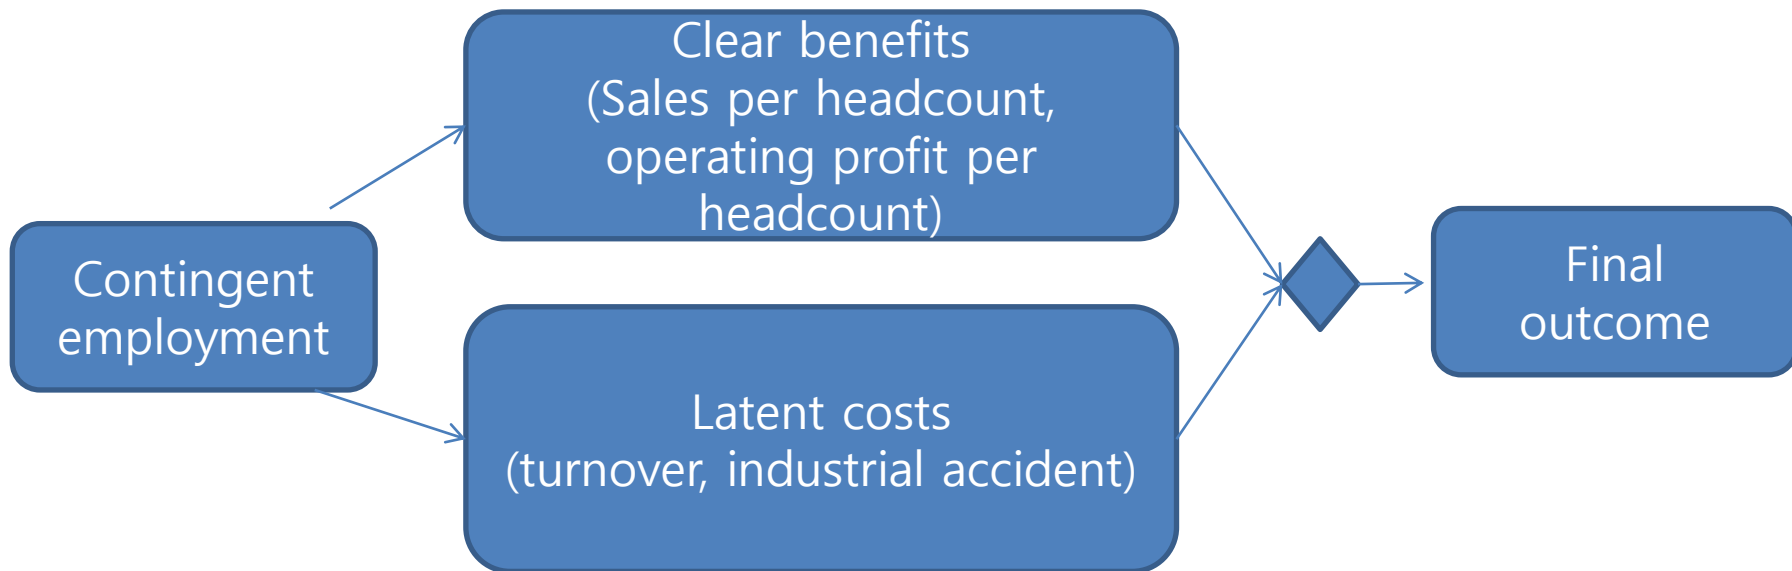 Clear benefits
(Sales per headcount,
operating profit per
headcount)
Contingent
employment
Latent costs
(turnover, industrial accident)
Final
outcome